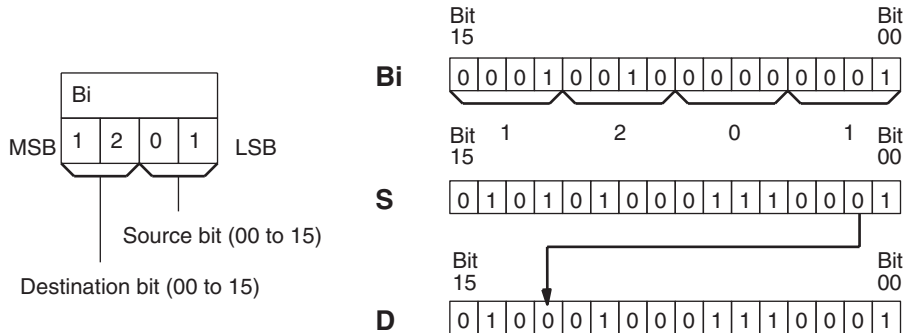 Bi
MSB 1 2 0 1 LSB
Source bit (00 to 15)
Destination bit (00 to 15)
Bit 15
Bit 00
Bi 0 0 0 1 0 0 1 0 0 0 0 0 0 0 0 1
1 2 0 1
Bit 15
Bit 00
S 0 1 0 1 0 1 0 0 0 1 1 1 0 0 0 1
Bit 15
Bit 00
D 0 1 0 0 0 1 0 0 0 1 1 1 0 0 0 1